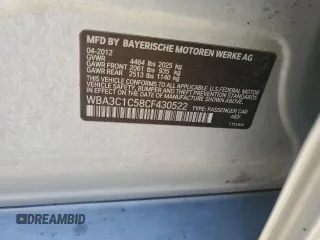 MFD BY BAYERISCHE MOTOREN WERKE AG
04-2012
GVWR 4464 lbs 2025 kg
GAWR FRONT 2061 lbs 935 kg
GAWR REAR 2513 lbs 1140 kg
THIS VEHICLE CONFORMS TO ALL APPLICABLE FEDERAL MOTOR
VEHICLE SAFETY, BUMPER AND THEFT PREVENTION STANDARDS
IN EFFECT ON THE DATE OF MANUFACTURE SHOWN ABOVE.
WBA3C1C58CF430522
TYPE: PASSENGER CAR
DREAMBID